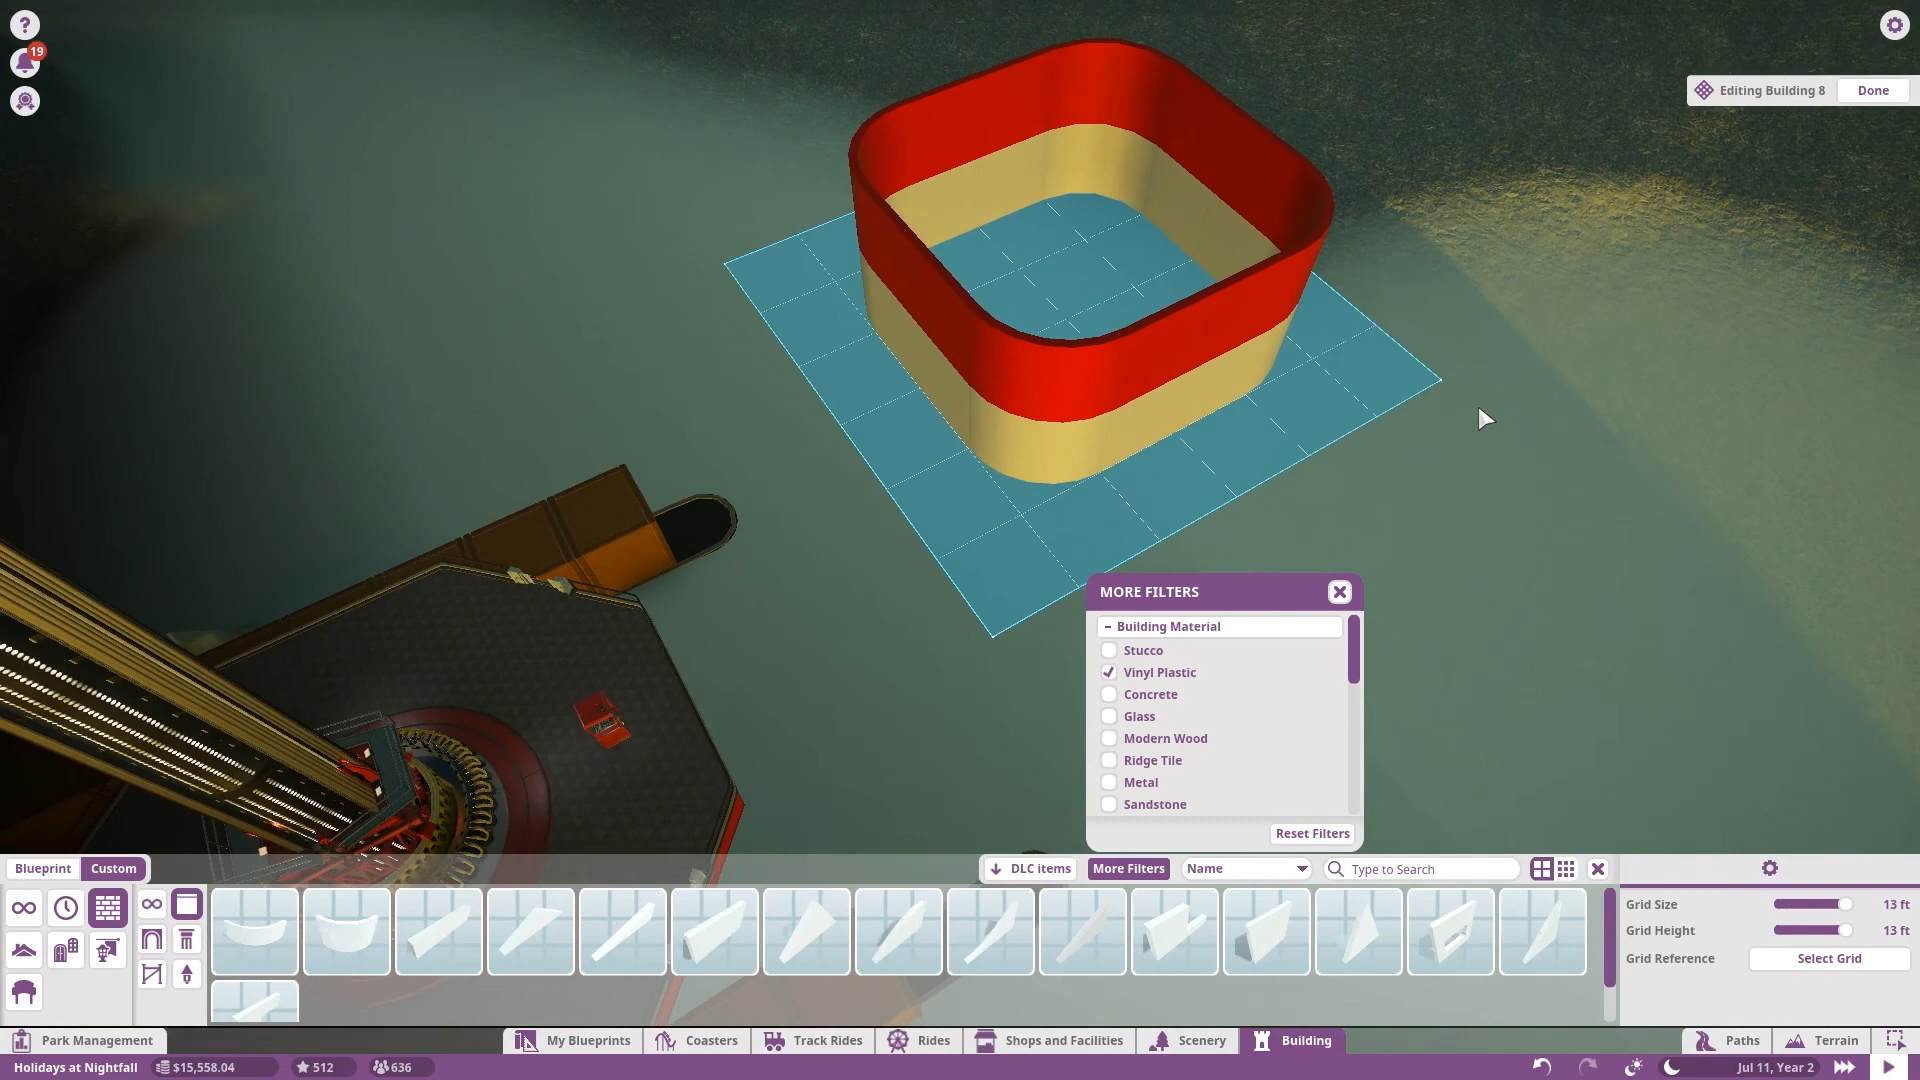 ?
19
Editing Building 8
Done
MORE FILTERS
Building Material
Stucco
Vinyl Plastic
Concrete
Glass
Modern Wood
Ridge Tile
Metal
Sandstone
Reset Filters
Blueprint
Custom
DLC items
More Filters
Name
Type to Search
Grid Size
13 ft
Grid Height
13 ft
Grid Reference
Select Grid
Park Management
My Blueprints
Coasters
Track Rides
Rides
Shops and Facilities
Scenery
Building
Paths
Terrain
Holidays at Nightfall
$15,558.04
512
636
Jul 11, Year 2